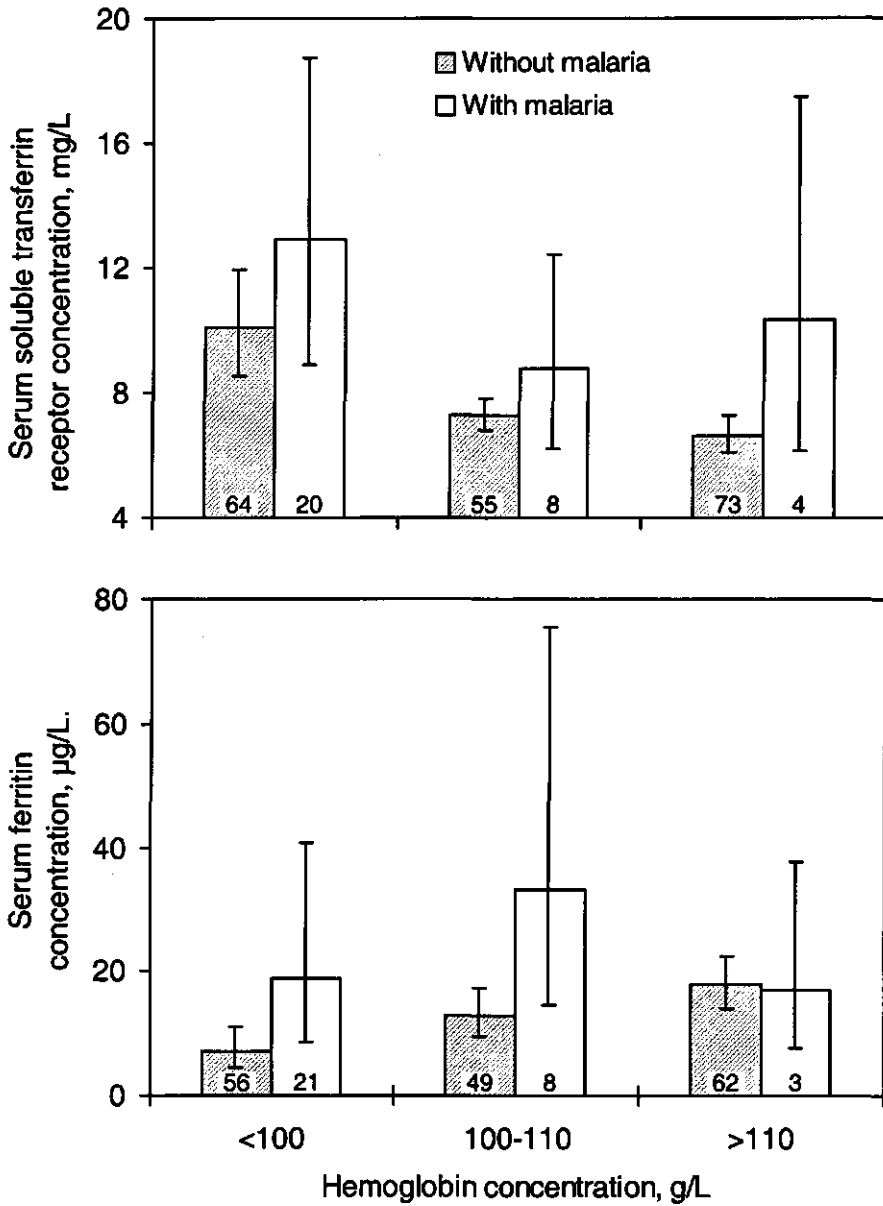 20
16
12
8
4
Serum soluble transferrin
receptor concentration, mg/L
Without malaria
With malaria
64 20 55 8 73 4
80
60
40
20
0
Serum ferritin
concentration, µg/L.
56 21 49 8 62 3
<100 100-110 >110
Hemoglobin concentration, g/L